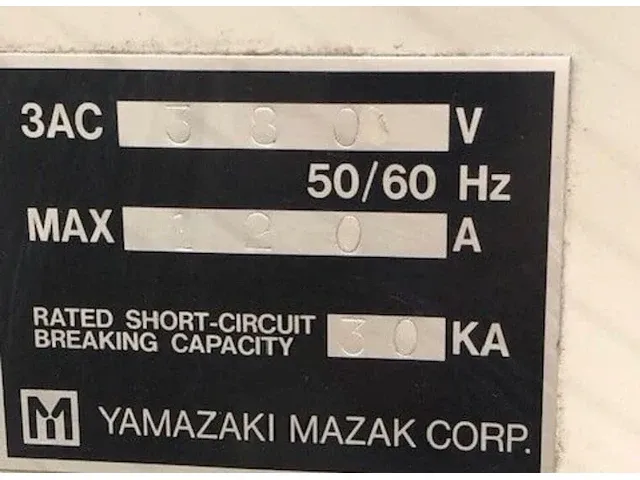 3AC 380 V
50/60 Hz
MAX 120 A
RATED SHORT-CIRCUIT
BREAKING CAPACITY 30 KA
YAMAZAKI MAZAK CORP.